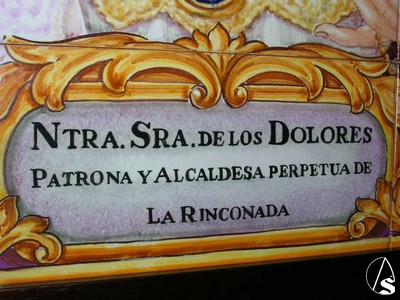 NTRA. SRA. DE LOS DOLORES
PATRONA Y ALCALDESA PERPETUA DE
LA RINCONADA